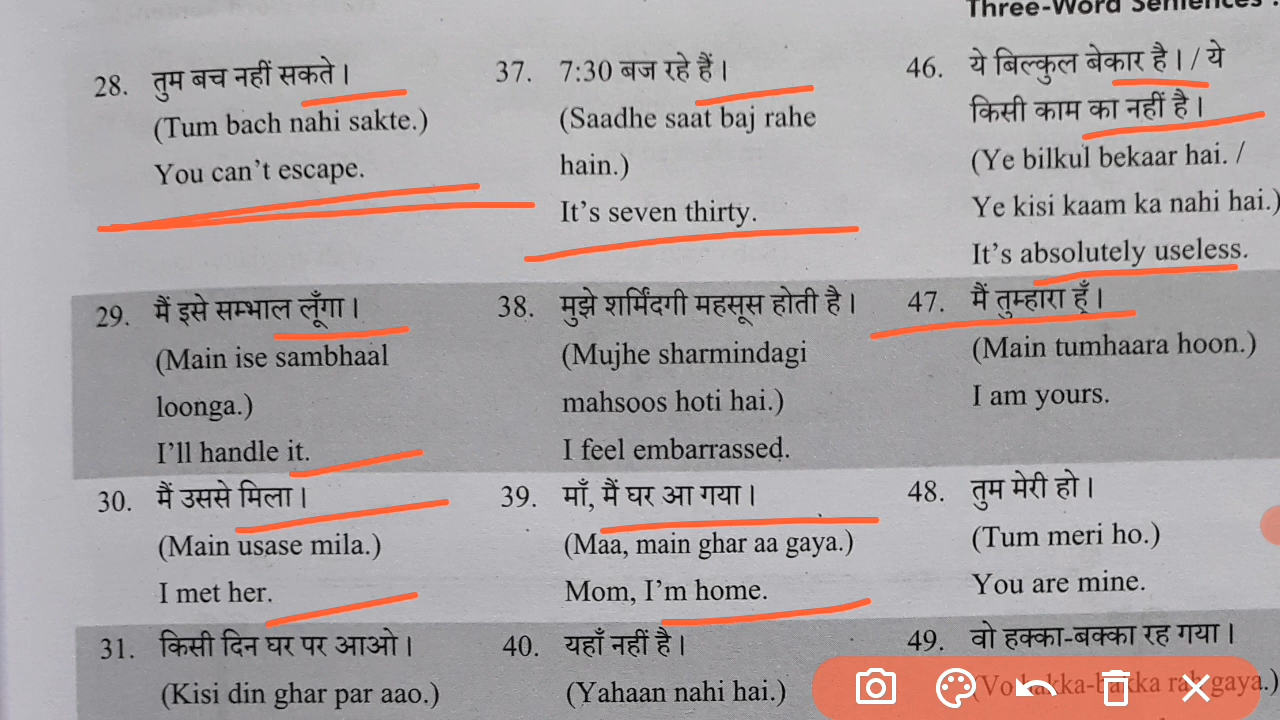 Three-Word Sentences
28. तुम बच नहीं सकते।
(Tum bach nahi sakte.)
You can't escape.
29. मैं इसे सम्भाल लूँगा।
(Main ise sambhaal
loonga.)
I'll handle it.
30. मैं उससे मिला।
(Main usase mila.)
I met her.
31. किसी दिन घर पर आओ।
(Kisi din ghar par aao.)
37. 7:30 बज रहे हैं।
(Saadhe saat baj rahe
hain.)
It's seven thirty.
38. मुझे शर्मिंदगी महसूस होती है।
(Mujhe sharmindagi
mahsoos hoti hai.)
I feel embarrassed.
39. माँ, मैं घर आ गया।
(Maa, main ghar aa gaya.)
Mom, I'm home.
40. यहाँ नहीं है।
(Yahaan nahi hai.)
46. ये बिल्कुल बेकार है। / ये
किसी काम का नहीं है।
(Ye bilkul bekaar hai. /
Ye kisi kaam ka nahi hai.)
It's absolutely useless.
47. मैं तुम्हारा हूँ।
(Main tumhaara hoon.)
I am yours.
48. तुम मेरी हो।
(Tum meri ho.)
You are mine.
49. वो हक्का-बक्का रह गया।
(Vo hakka-bakka rah gaya.)